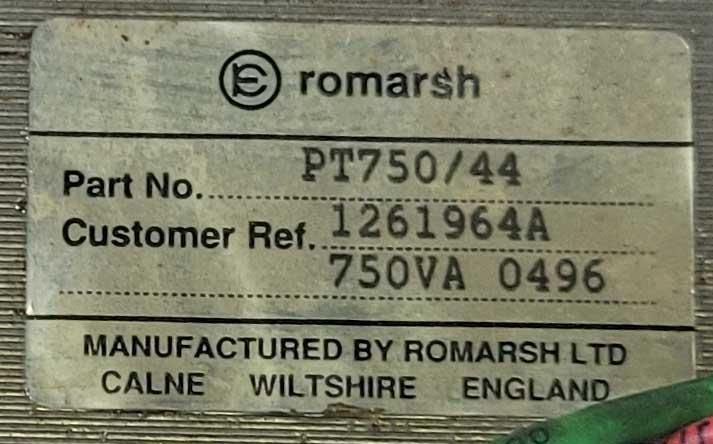 romarsh
Part No. PT750/44
Customer Ref. 1261964A
750VA 0496
MANUFACTURED BY ROMARSH LTD
CALNE WILTSHIRE ENGLAND